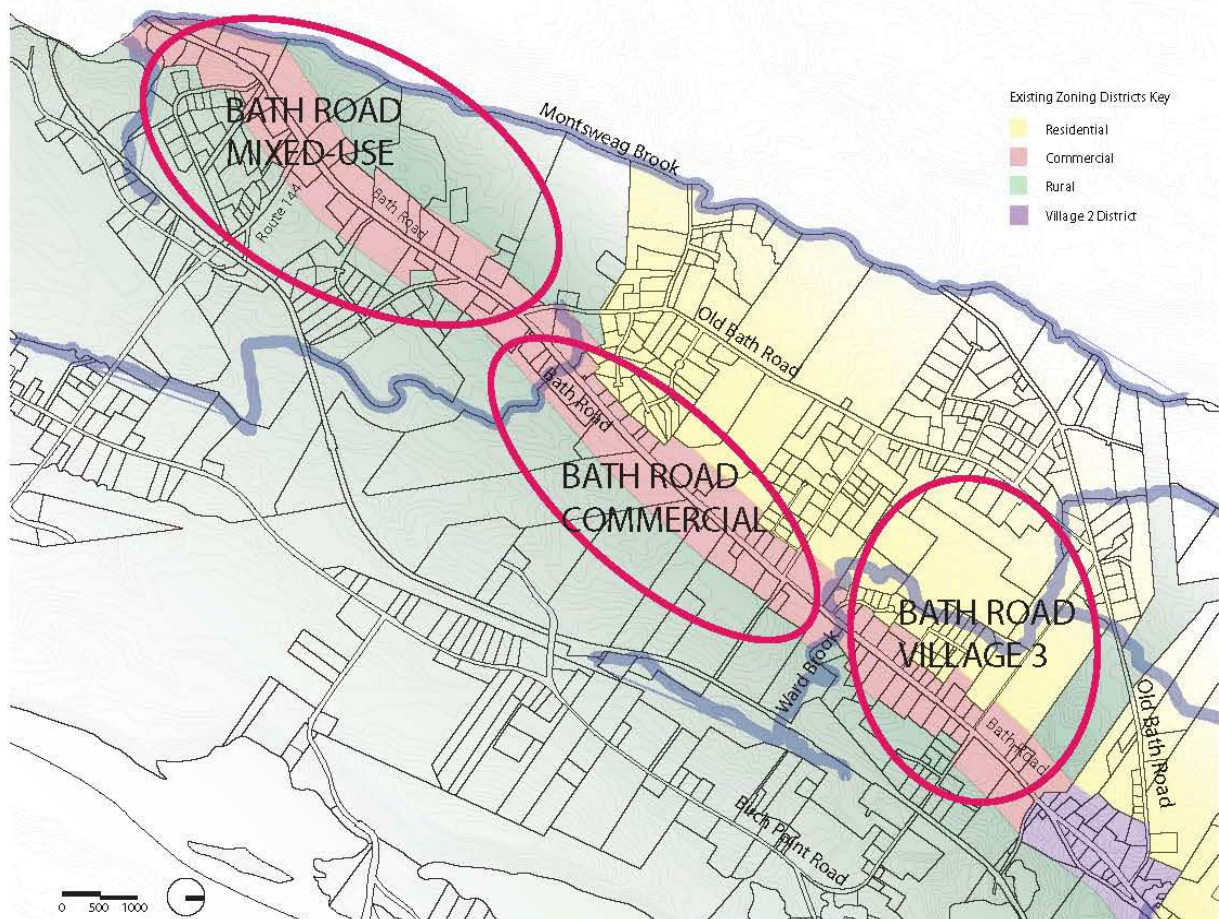 BATH ROAD
MIXED-USE
Montsweag Brook
Existing Zoning Districts Key
Residential
Commercial
Rural
Village 2 District
Route 144
Bath Road
Old Bath Road
Bath Road
BATH ROAD
COMMERCIAL
BATH ROAD
VILLAGE 3
Ward Brook
Bath Road
Old Bath Road
Birch Point Road
0 500 1000